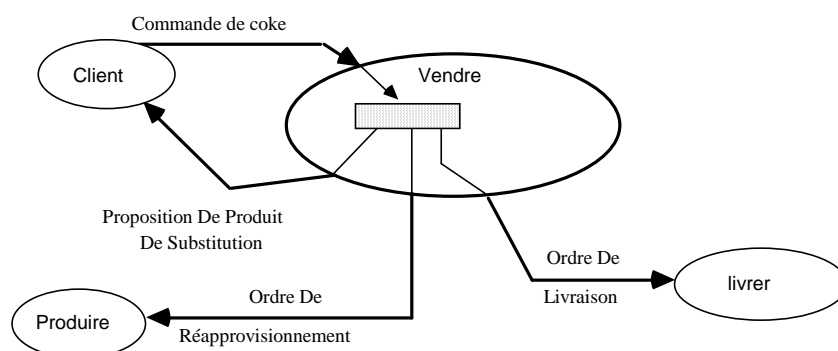 Commande de coke
Client
Vendre
Proposition De Produit
De Substitution
Ordre De
Livraison
livrer
Ordre De
Réapprovisionnement
Produire